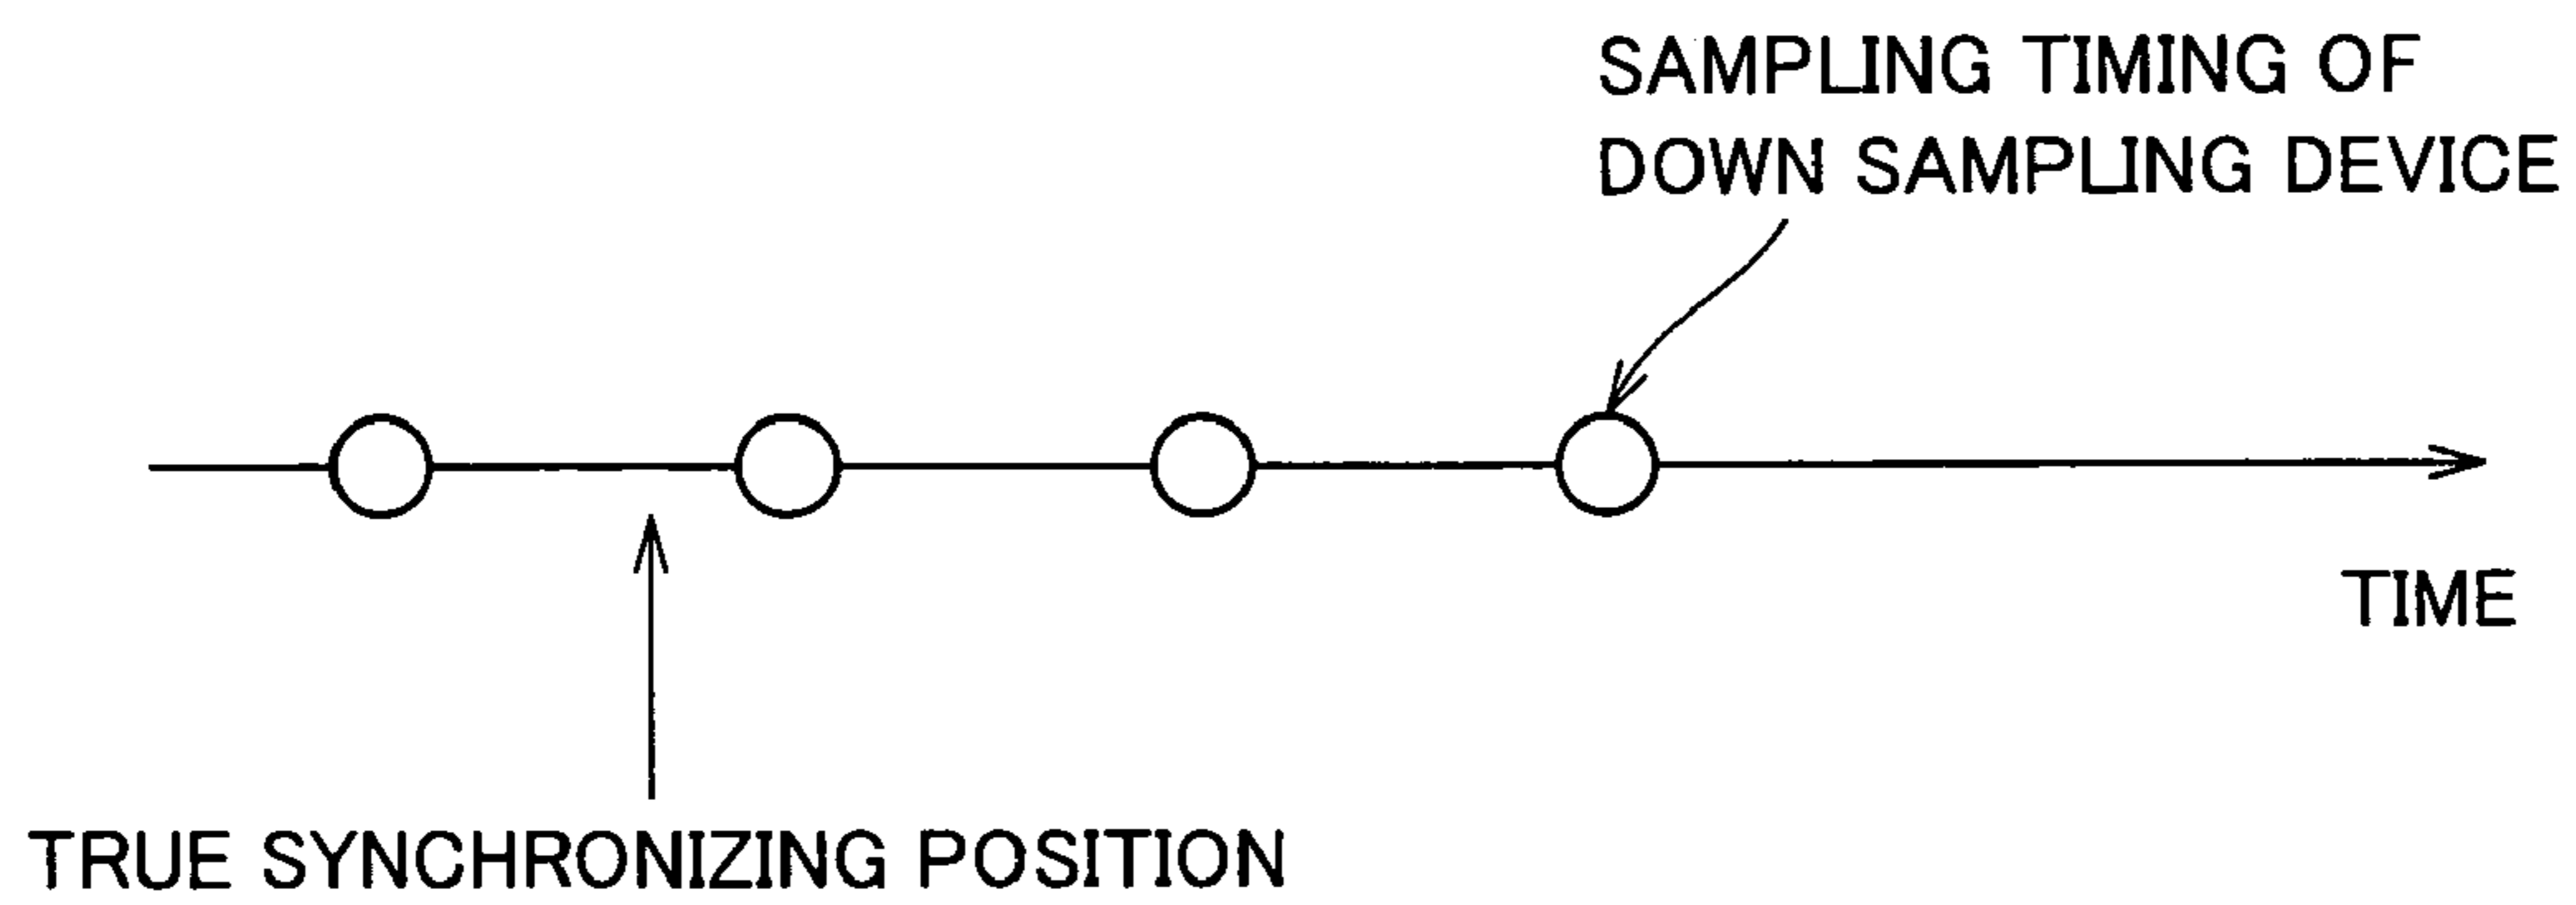 SAMPLING TIMING OF
DOWN SAMPLING DEVICE
TIME
TRUE SYNCHRONIZING POSITION